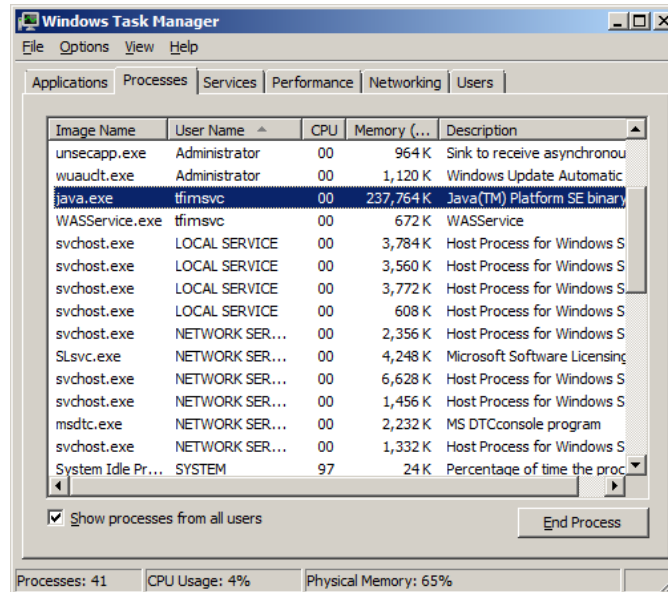 Windows Task Manager
File Options View Help
Applications Processes Services Performance Networking Users
Image Name User Name CPU Memory (... Description
unsecapp.exe Administrator 00 964 K Sink to receive asynchronou
wuauclt.exe Administrator 00 1,120 K Windows Update Automatic
java.exe tfimsvc 00 237,764 K Java(TM) Platform SE binary
WASService.exe tfimsvc 00 672 K WASService
svchost.exe LOCAL SERVICE 00 3,784 K Host Process for Windows S
svchost.exe LOCAL SERVICE 00 3,560 K Host Process for Windows S
svchost.exe LOCAL SERVICE 00 3,772 K Host Process for Windows S
svchost.exe LOCAL SERVICE 00 608 K Host Process for Windows S
svchost.exe NETWORK SER... 00 2,356 K Host Process for Windows S
SLsvc.exe NETWORK SER... 00 4,248 K Microsoft Software Licensing
svchost.exe NETWORK SER... 00 6,628 K Host Process for Windows S
svchost.exe NETWORK SER... 00 1,456 K Host Process for Windows S
msdtc.exe NETWORK SER... 00 2,232 K MS DTCconsole program
svchost.exe NETWORK SER... 00 1,332 K Host Process for Windows S
System Idle Pr... SYSTEM 97 24 K Percentage of time the proc
Show processes from all users
End Process
Processes: 41 CPU Usage: 4% Physical Memory: 65%